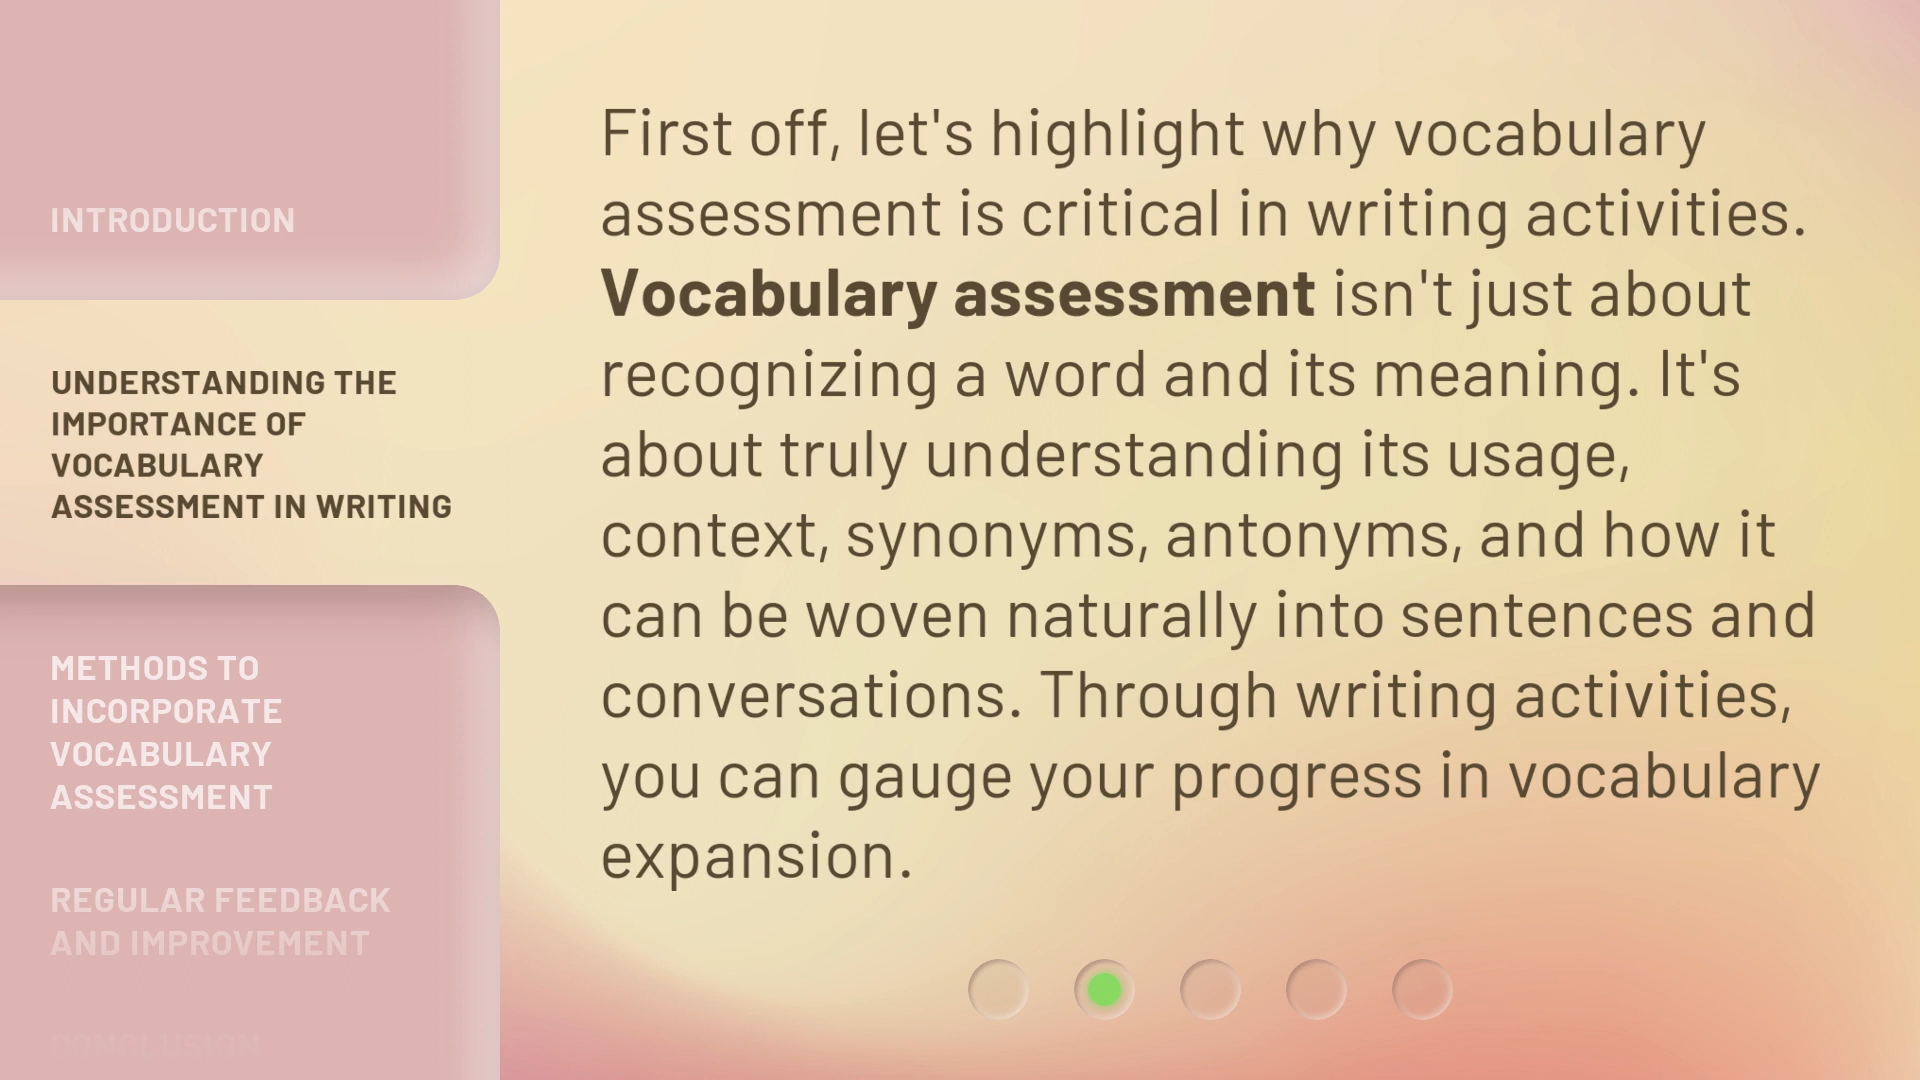 INTRODUCTION
UNDERSTANDING THE
IMPORTANCE OF
VOCABULARY
ASSESSMENT IN WRITING
METHODS TO
INCORPORATE
VOCABULARY
ASSESSMENT
REGULAR FEEDBACK
AND IMPROVEMENT
CONCLUSION
First off, let's highlight why vocabulary
assessment is critical in writing activities.
Vocabulary assessment isn't just about
recognizing a word and its meaning. It's
about truly understanding its usage,
context, synonyms, antonyms, and how it
can be woven naturally into sentences and
conversations. Through writing activities,
you can gauge your progress in vocabulary
expansion.